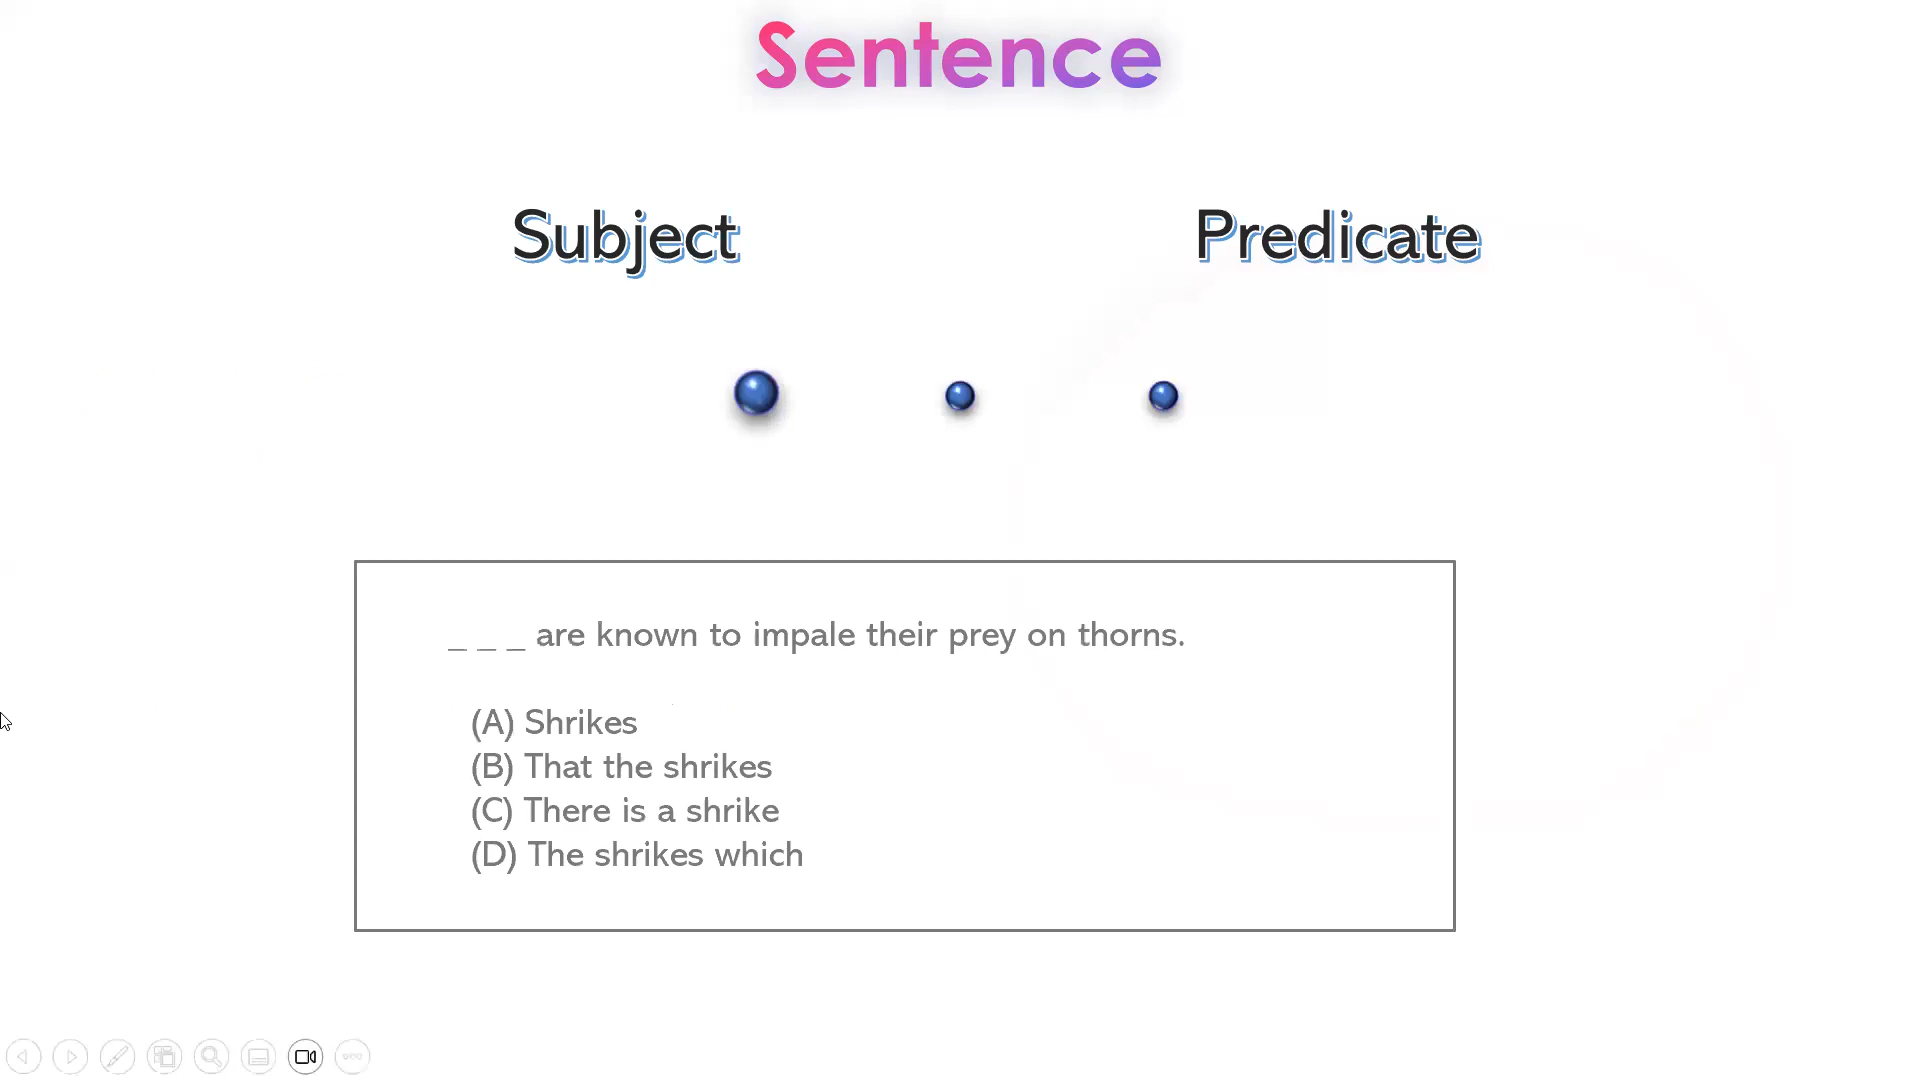 Sentence
Subject
Predicate
_ _ _ are known to impale their prey on thorns.
(A) Shrikes
(B) That the shrikes
(C) There is a shrike
(D) The shrikes which